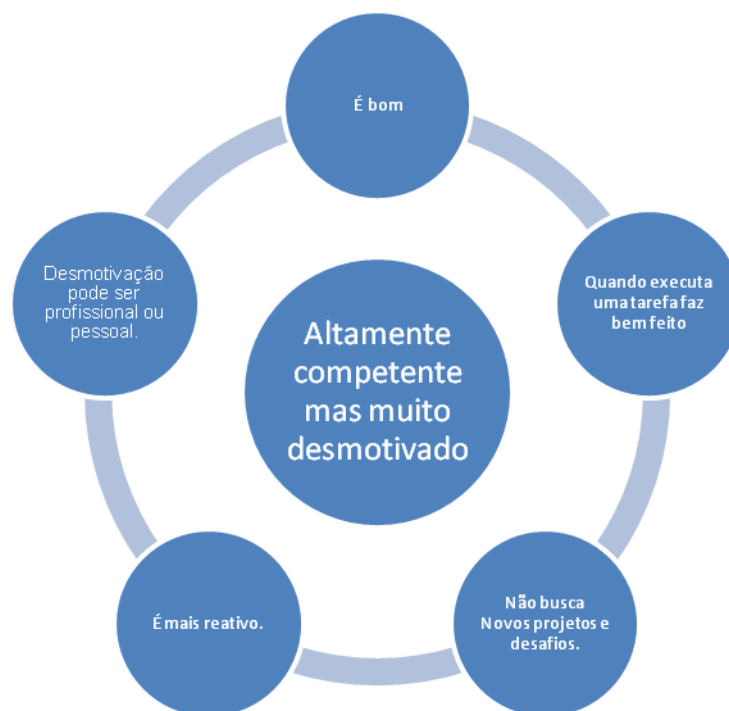 É bom
Quando executa
uma tarefa faz
bem feito
Não busca
Novos projetos e
desafios.
É mais reativo.
Desmotivação
pode ser
profissional ou
pessoal.
Altamente
competente
mas muito
desmotivado